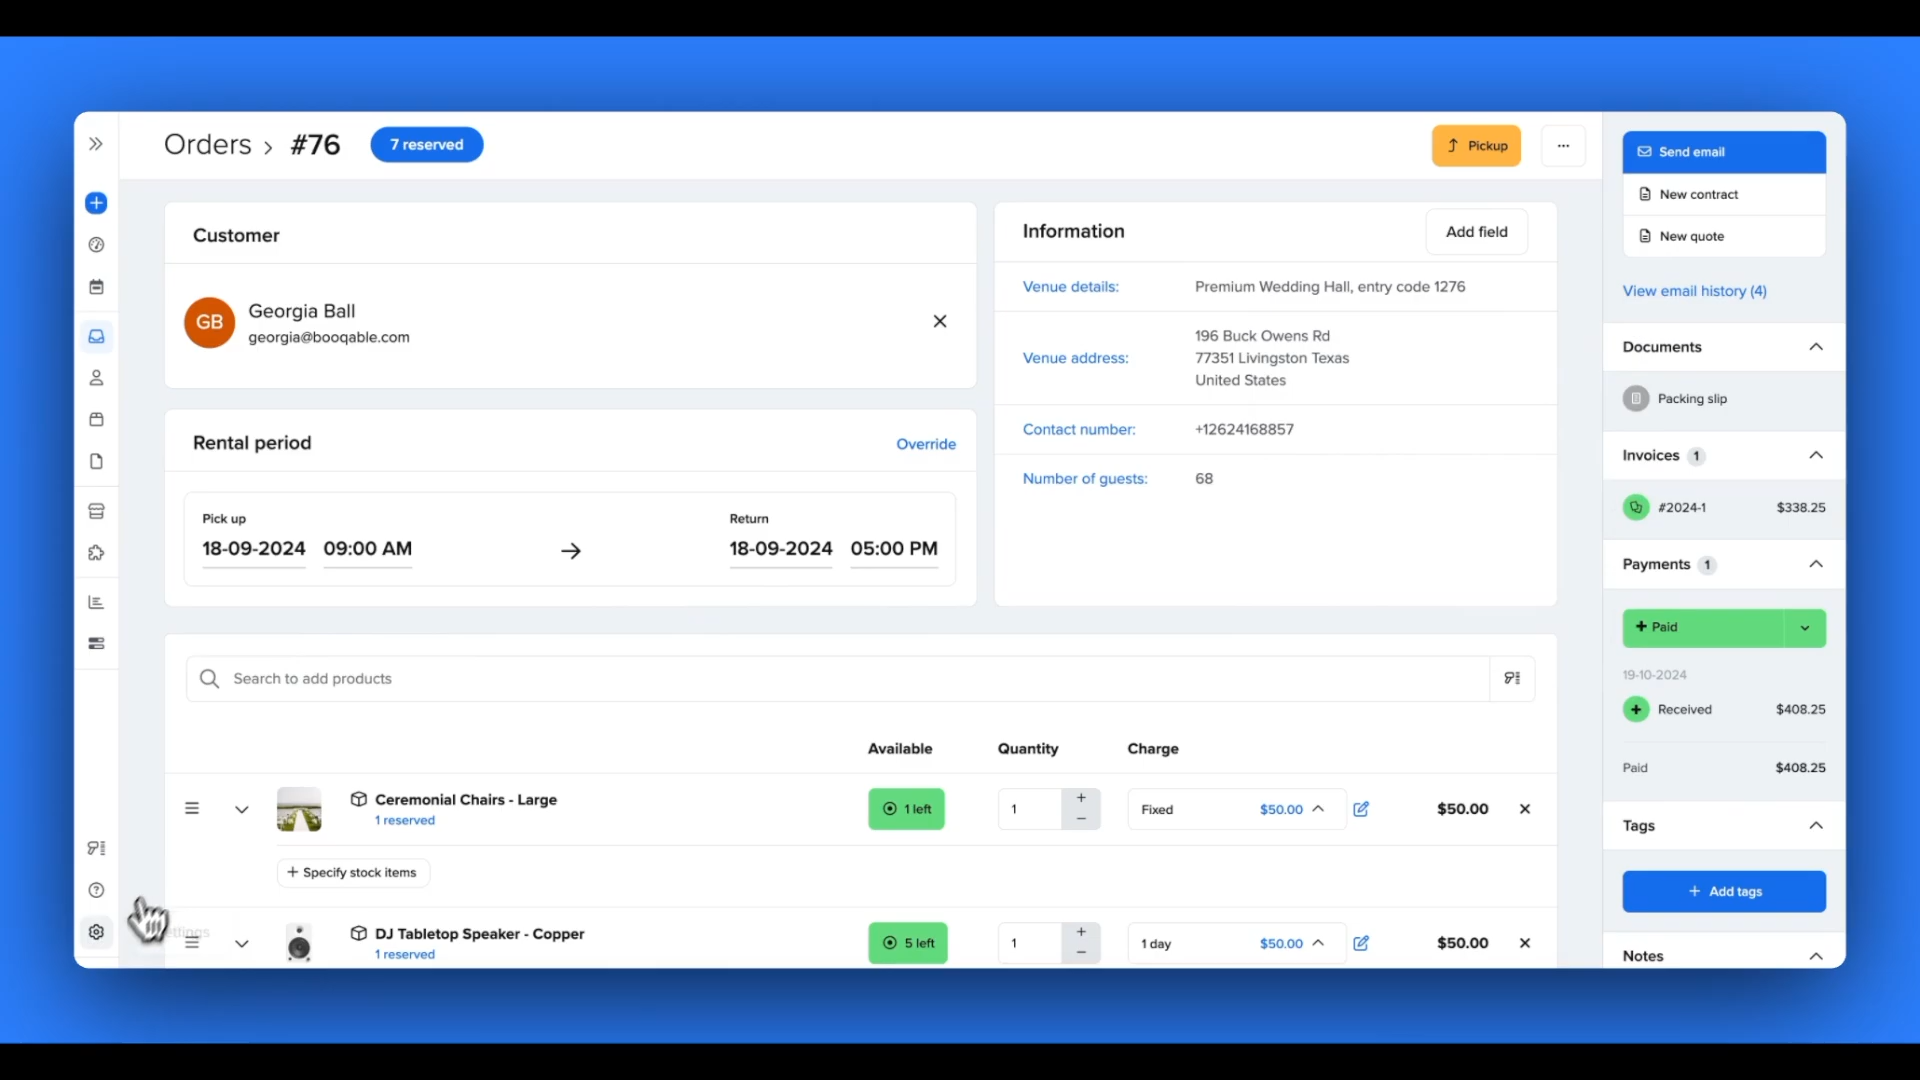 Orders › #76
7 reserved
Pickup
...
Customer
GB
Georgia Ball
georgia@booqable.com
Rental period
Override
Pick up
18-09-2024 09:00 AM
Return
18-09-2024 05:00 PM
Information
Add field
Venue details: Premium Wedding Hall, entry code 1276
Venue address: 196 Buck Owens Rd
77351 Livingston Texas
United States
Contact number: +12624168857
Number of guests: 68
Search to add products
Available Quantity Charge
Ceremonial Chairs - Large
1 reserved
1 left
1
Fixed $50.00
$50.00
+ Specify stock items
DJ Tabletop Speaker - Copper
1 reserved
5 left
1
1 day $50.00
$50.00
Send email
New contract
New quote
View email history (4)
Documents
Packing slip
Invoices 1
#2024-1 $338.25
Payments 1
+ Paid
19-10-2024
Received $408.25
Paid $408.25
Tags
+ Add tags
Notes